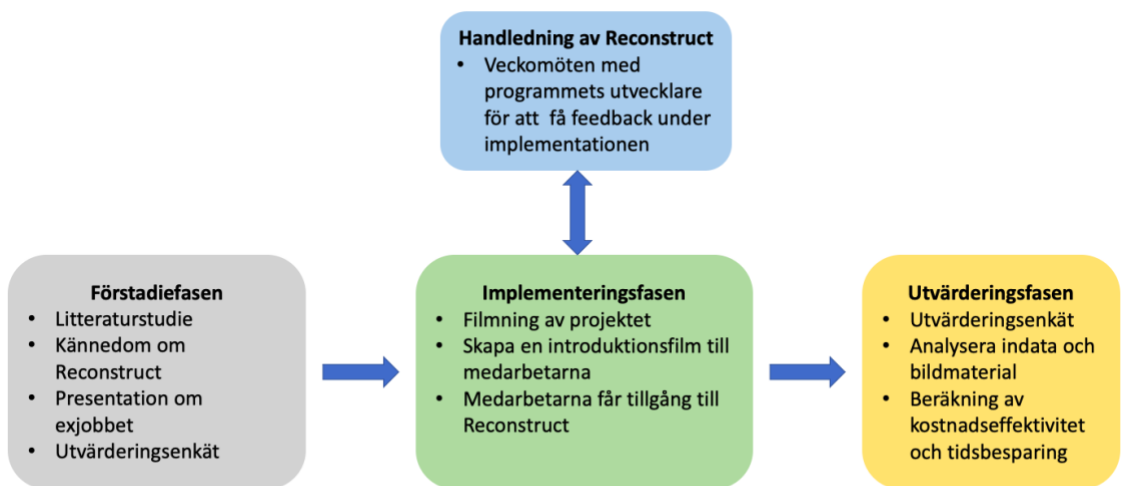 Handledning av Reconstruct
• Veckomöten med
programmets utvecklare
för att få feedback under
implementationen
Förstadiefasen
• Litteraturstudie
• Kännedom om
Reconstruct
• Presentation om
exjobbet
• Utvärderingsenkät
Implementeringsfasen
• Filmning av projektet
• Skapa en introduktionsfilm till
medarbetarna
• Medarbetarna får tillgång till
Reconstruct
Utvärderingsfasen
• Utvärderingsenkät
• Analysera indata och
bildmaterial
• Beräkning av
kostnadseffektivitet
och tidsbesparing